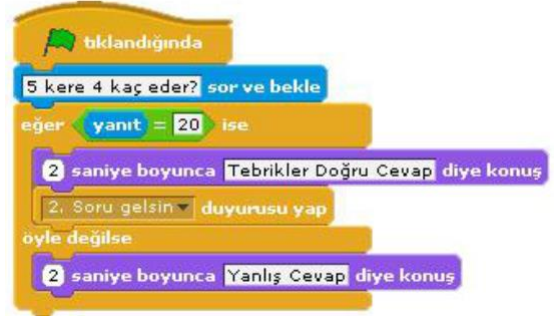 tıklandığında
5 kere 4 kaç eder? sor ve bekle
eğer yanıt = 20 ise
2 saniye boyunca Tebrikler Doğru Cevap diye konuş
2. Soru gelsin duyurusu yap
öyle değilse
2 saniye boyunca Yanlış Cevap diye konuş